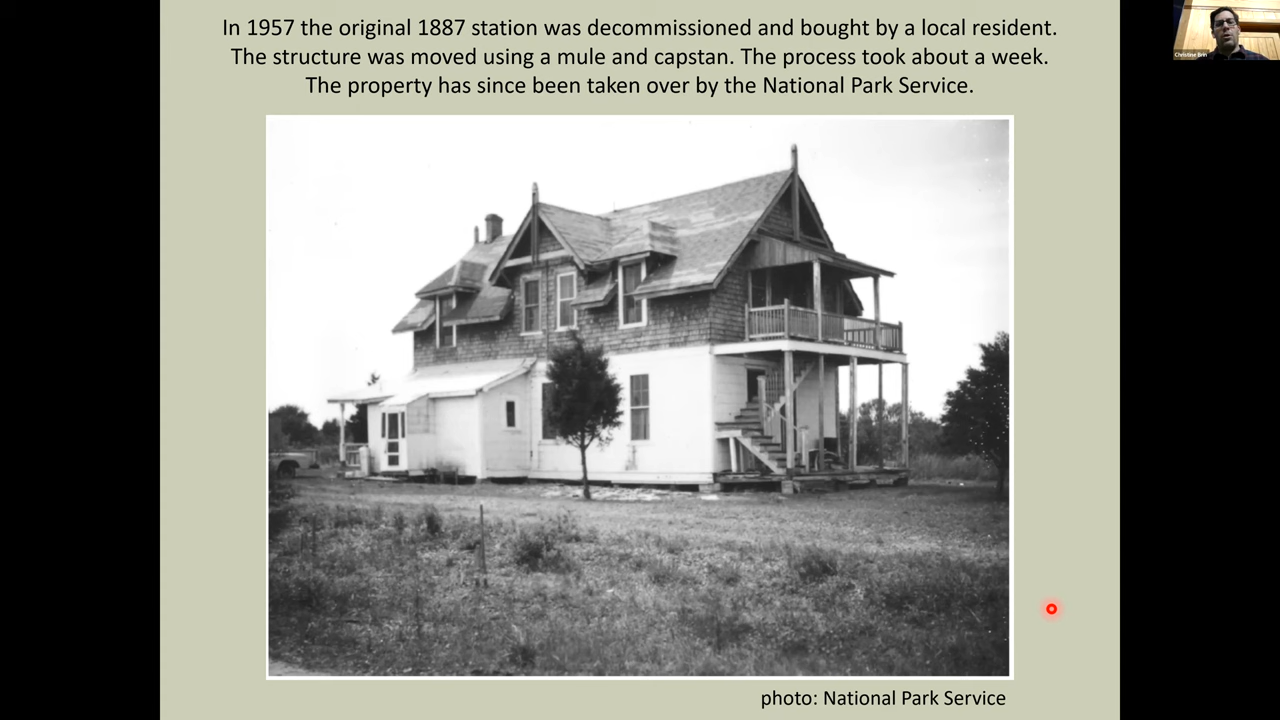 In 1957 the original 1887 station was decommissioned and bought by a local resident.
The structure was moved using a mule and capstan. The process took about a week.
The property has since been taken over by the National Park Service.
Christine Brin
photo: National Park Service